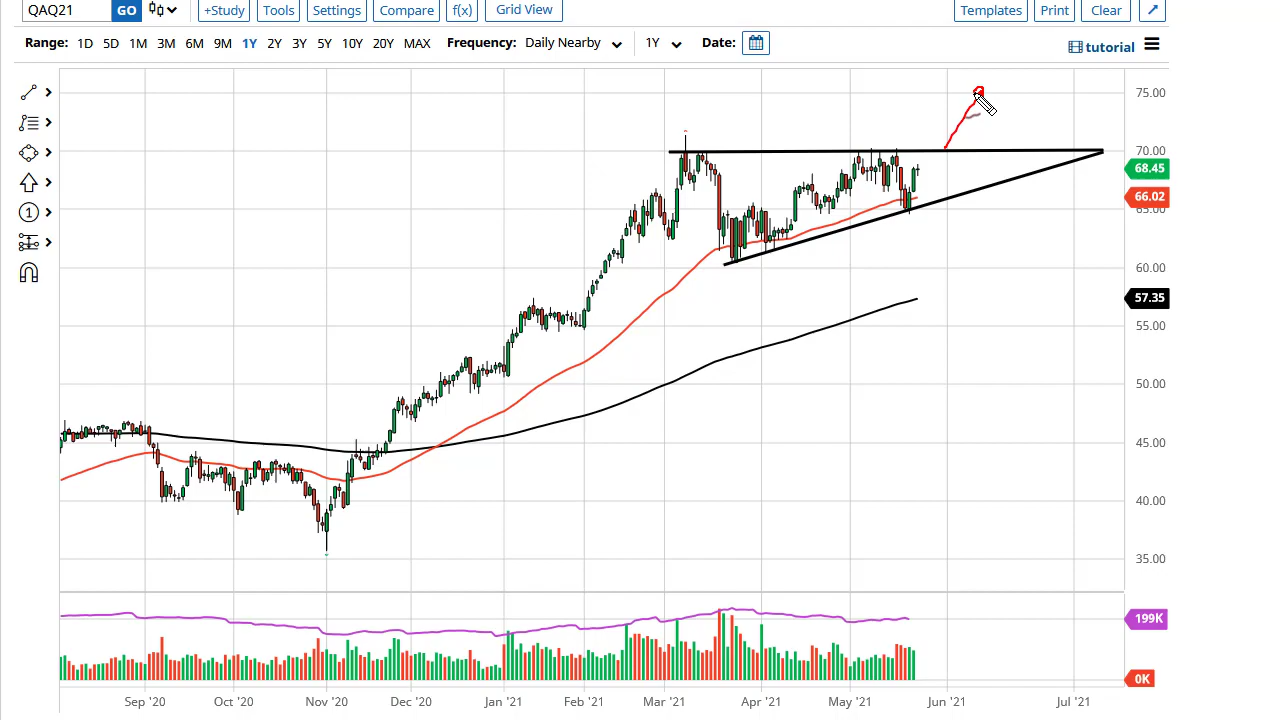 QAQ21 GO +Study Tools Settings Compare f(x) Grid View Templates Print Clear
Range: 1D 5D 1M 3M 6M 9M 1Y 2Y 3Y 5Y 10Y 20Y MAX Frequency: Daily Nearby 1Y Date: tutorial
75.00
70.00
68.45
66.02
65.00
60.00
57.35
55.00
50.00
45.00
40.00
35.00
199K
0K
Sep '20 Oct '20 Nov '20 Dec '20 Jan '21 Feb '21 Mar '21 Apr '21 May '21 Jun '21 Jul '21
1